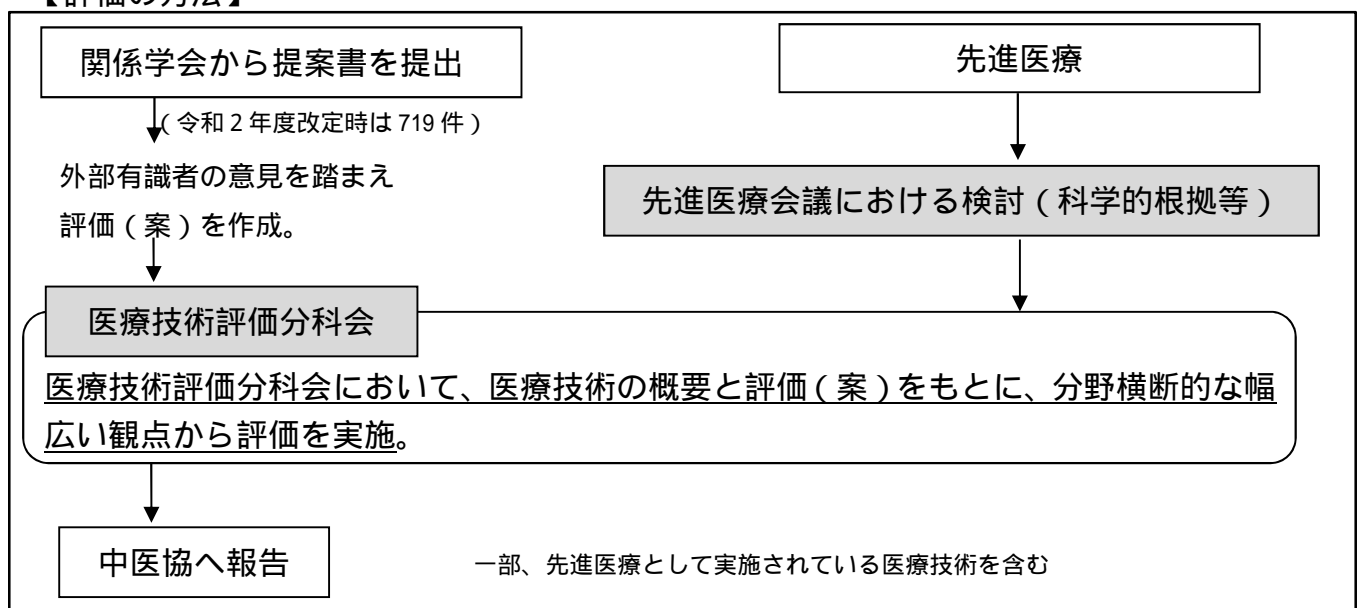 【評価の方法】
関係学会から提案書を提出
(令和2年度改定時は719件)
外部有識者の意見を踏まえ
評価(案)を作成。
先進医療
先進医療会議における検討(科学的根拠等)
医療技術評価分科会
医療技術評価分科会において、医療技術の概要と評価(案)をもとに、分野横断的な幅
広い観点から評価を実施。
中医協へ報告
一部、先進医療として実施されている医療技術を含む